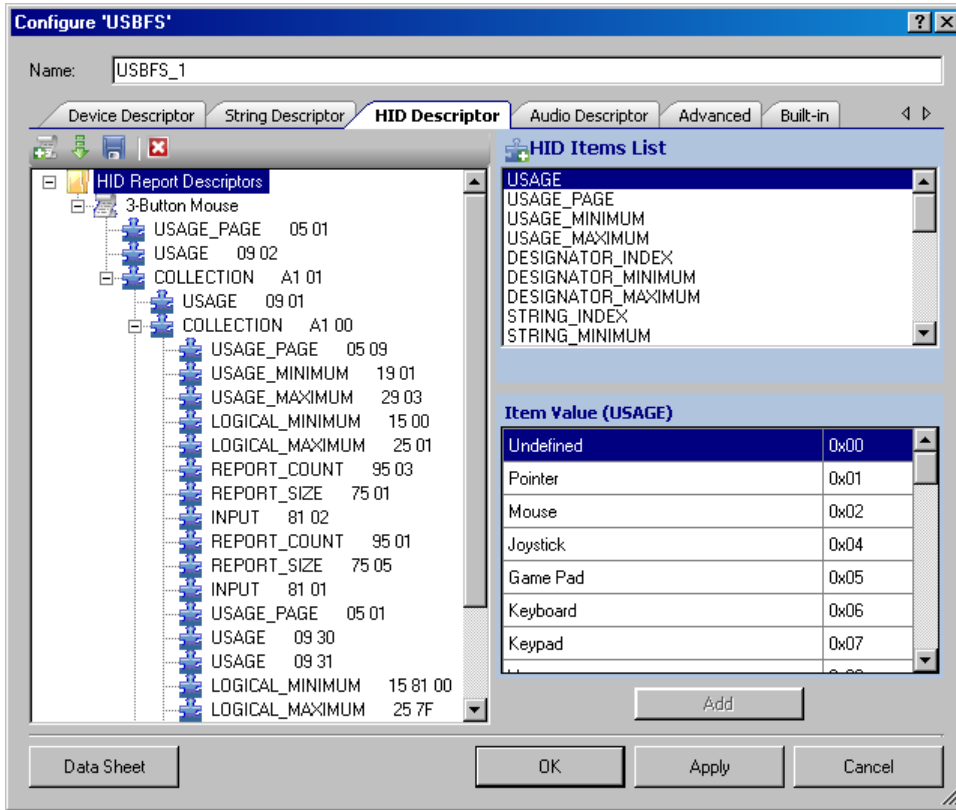 Configure 'USBFS'
Name: USBFS_1
Device Descriptor String Descriptor HID Descriptor Audio Descriptor Advanced Built-in
HID Report Descriptors
3-Button Mouse
USAGE_PAGE 05 01
USAGE 09 02
COLLECTION A1 01
USAGE 09 01
COLLECTION A1 00
USAGE_PAGE 05 09
USAGE_MINIMUM 19 01
USAGE_MAXIMUM 29 03
LOGICAL_MINIMUM 15 00
LOGICAL_MAXIMUM 25 01
REPORT_COUNT 95 03
REPORT_SIZE 75 01
INPUT 81 02
REPORT_COUNT 95 01
REPORT_SIZE 75 05
INPUT 81 01
USAGE_PAGE 05 01
USAGE 09 30
USAGE 09 31
LOGICAL_MINIMUM 15 81 00
LOGICAL_MAXIMUM 25 7F
HID Items List
USAGE
USAGE_PAGE
USAGE_MINIMUM
USAGE_MAXIMUM
DESIGNATOR_INDEX
DESIGNATOR_MINIMUM
DESIGNATOR_MAXIMUM
STRING_INDEX
STRING_MINIMUM
Item Value (USAGE)
Undefined 0x00
Pointer 0x01
Mouse 0x02
Joystick 0x04
Game Pad 0x05
Keyboard 0x06
Keypad 0x07
Add
Data Sheet OK Apply Cancel